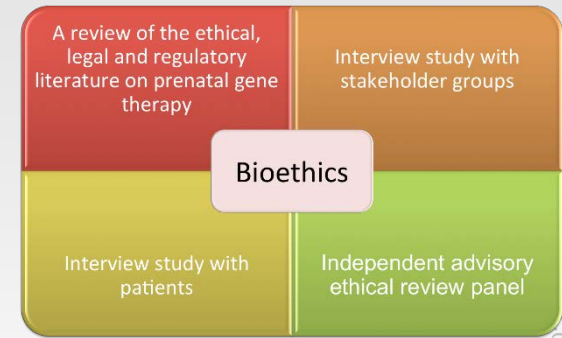 A review of the ethical,
legal and regulatory
literature on prenatal gene
therapy
Interview study with
stakeholder groups
Bioethics
Interview study with
patients
Independent advisory
ethical review panel